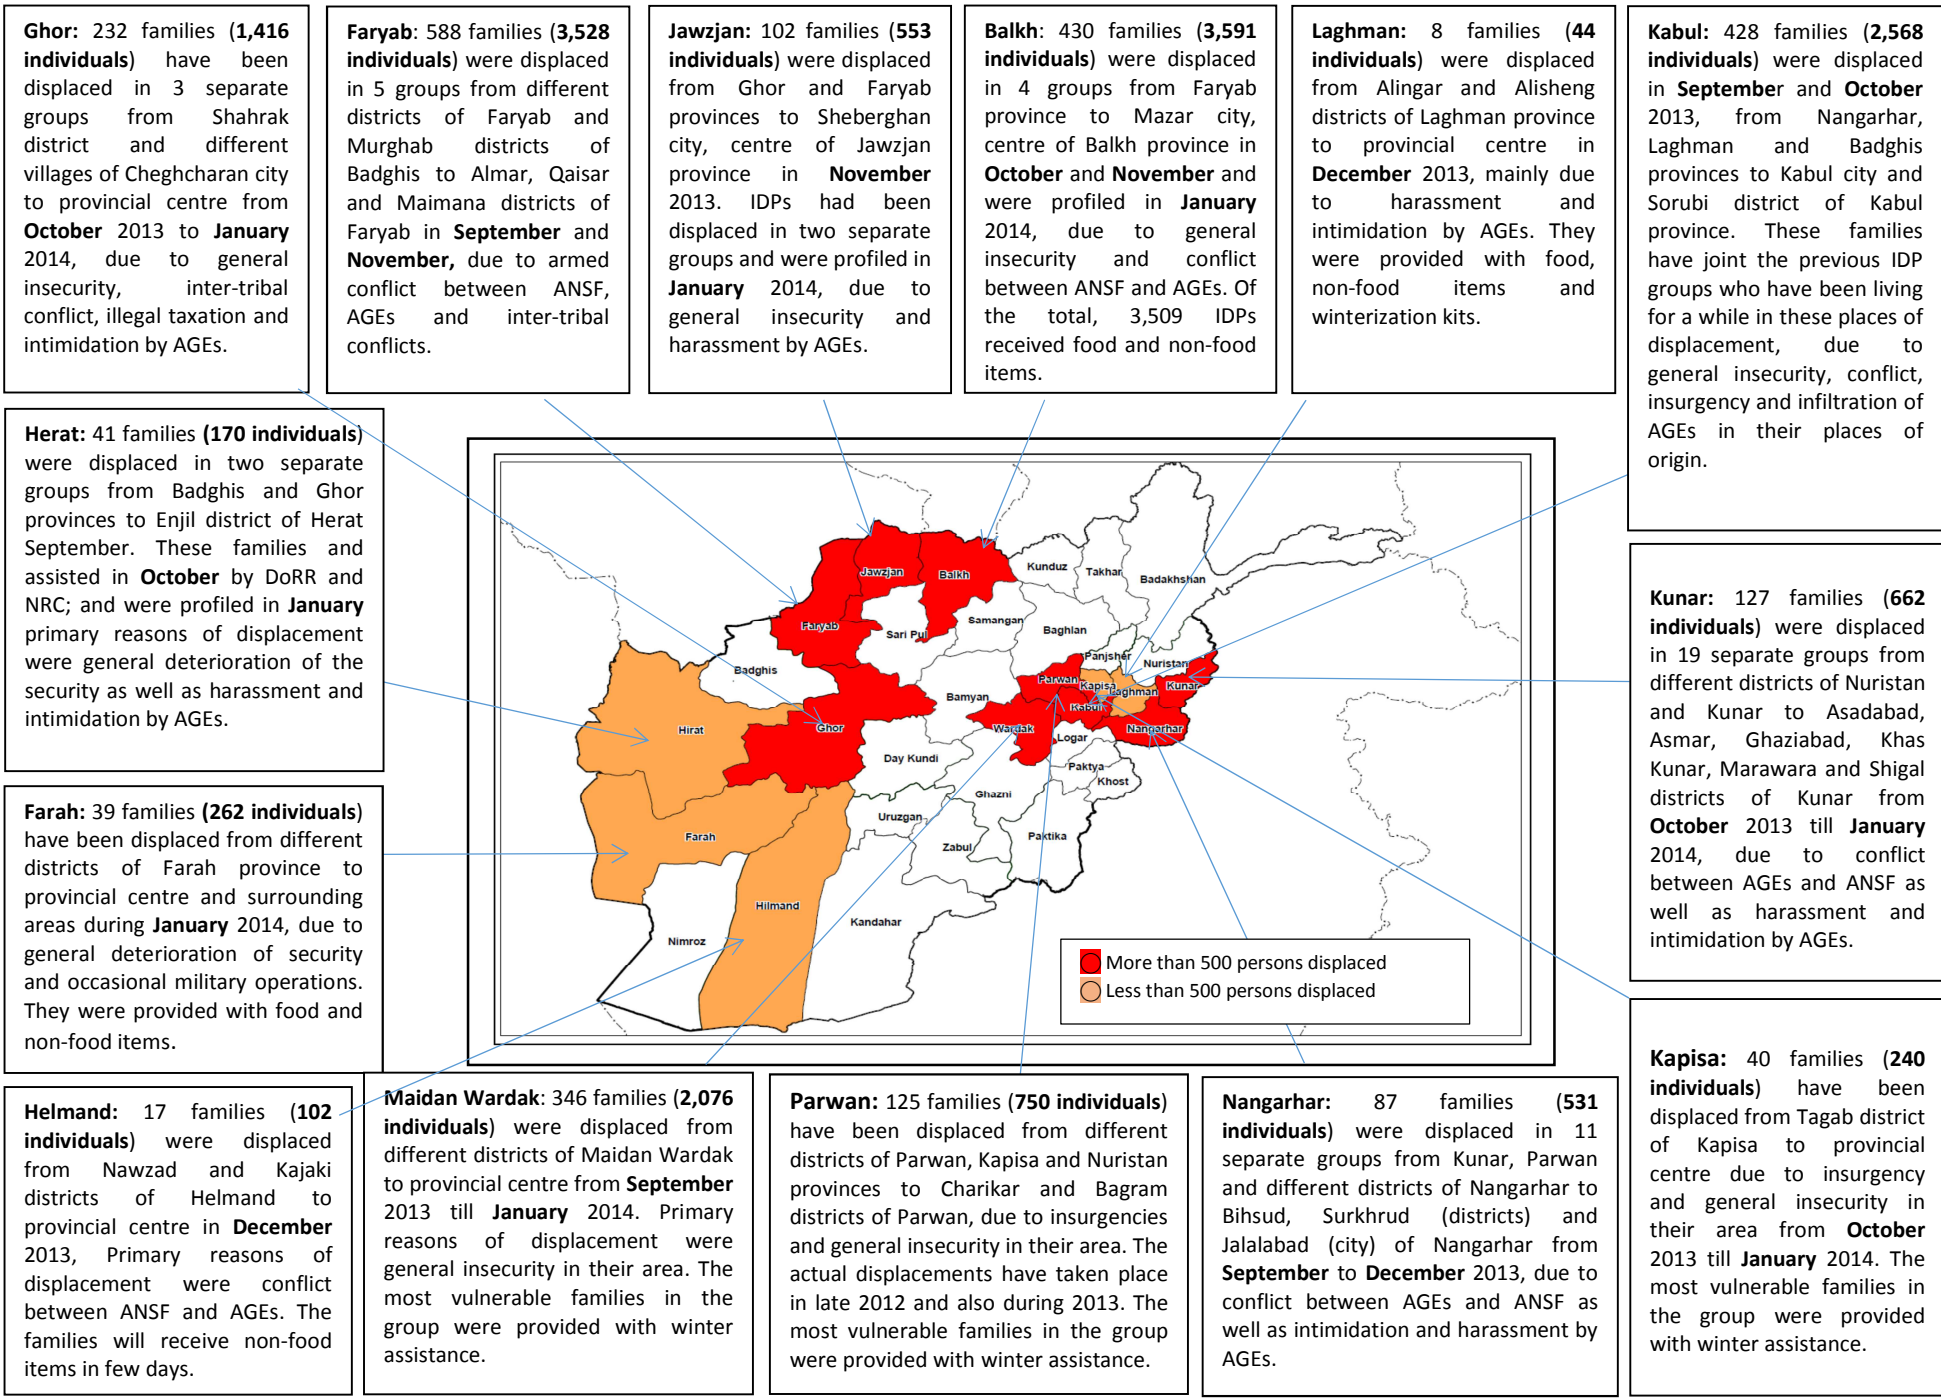 Ghor: 232 families (1,416
individuals) have been
displaced in 3 separate
groups from Shahrak
district and different
villages of Cheghcharan city
to provincial centre from
October 2013 to January
2014, due to general
insecurity, inter-tribal
conflict, illegal taxation and
intimidation by AGEs.
Faryab: 588 families (3,528
individuals) were displaced
in 5 groups from different
districts of Faryab and
Murghab districts of
Badghis to Almar, Qaisar
and Maimana districts of
Faryab in September and
November, due to armed
conflict between ANSF,
AGEs and inter-tribal
conflicts.
Jawzjan: 102 families (553
individuals) were displaced
from Ghor and Faryab
provinces to Sheberghan
city, centre of Jawzjan
province in November
2013. IDPs had been
displaced in two separate
groups and were profiled in
January 2014, due to
general insecurity and
harassment by AGEs.
Balkh: 430 families (3,591
individuals) were displaced
in 4 groups from Faryab
province to Mazar city,
centre of Balkh province in
October and November and
were profiled in January
2014, due to general
insecurity and conflict
between ANSF and AGEs. Of
the total, 3,509 IDPs
received food and non-food
items.
Laghman: 8 families (44
individuals) were displaced
from Alingar and Alisheng
districts of Laghman province
to provincial centre in
December 2013, mainly due
to harassment and
intimidation by AGEs. They
were provided with food,
non-food items and
winterization kits.
Kabul: 428 families (2,568
individuals) were displaced
in September and October
2013, from Nangarhar,
Laghman and Badghis
provinces to Kabul city and
Sorubi district of Kabul
province. These families
have joint the previous IDP
groups who have been living
for a while in these places of
displacement, due to
general insecurity, conflict,
insurgency and infiltration of
AGEs in their places of
origin.
Herat: 41 families (170 individuals)
were displaced in two separate
groups from Badghis and Ghor
provinces to Enjil district of Herat
September. These families and
assisted in October by DoRR and
NRC; and were profiled in January
primary reasons of displacement
were general deterioration of the
security as well as harassment and
intimidation by AGEs.
Farah: 39 families (262 individuals)
have been displaced from different
districts of Farah province to
provincial centre and surrounding
areas during January 2014, due to
general deterioration of security
and occasional military operations.
They were provided with food and
non-food items.
Jawzjan
Balkh
Kunduz
Takhar
Badakhshan
Faryab
Sari Pul
Samangan
Baghlan
Panjsher
Nuristan
Badghis
Parwan
Kapisa
Laghman
Kunar
Bamyan
Kabul
Hirat
Ghor
Wardak
Nangarhar
Logar
Day Kundi
Paktya
Khost
Ghazni
Uruzgan
Farah
Zabul
Paktika
Hilmand
Kandahar
Nimroz
More than 500 persons displaced
Less than 500 persons displaced
Kunar: 127 families (662
individuals) were displaced
in 19 separate groups from
different districts of Nuristan
and Kunar to Asadabad,
Asmar, Ghaziabad, Khas
Kunar, Marawara and Shigal
districts of Kunar from
October 2013 till January
2014, due to conflict
between AGEs and ANSF as
well as harassment and
intimidation by AGEs.
Helmand: 17 families (102
individuals) were displaced
from Nawzad and Kajaki
districts of Helmand to
provincial centre in December
2013, Primary reasons of
displacement were conflict
between ANSF and AGEs. The
families will receive non-food
items in few days.
Maidan Wardak: 346 families (2,076
individuals) were displaced from
different districts of Maidan Wardak
to provincial centre from September
2013 till January 2014. Primary
reasons of displacement were
general insecurity in their area. The
most vulnerable families in the
group were provided with winter
assistance.
Parwan: 125 families (750 individuals)
have been displaced from different
districts of Parwan, Kapisa and Nuristan
provinces to Charikar and Bagram
districts of Parwan, due to insurgencies
and general insecurity in their area. The
actual displacements have taken place
in late 2012 and also during 2013. The
most vulnerable families in the group
were provided with winter assistance.
Nangarhar: 87 families (531
individuals) were displaced in 11
separate groups from Kunar, Parwan
and different districts of Nangarhar to
Bihsud, Surkhrud (districts) and
Jalalabad (city) of Nangarhar from
September to December 2013, due to
conflict between AGEs and ANSF as
well as intimidation and harassment by
AGEs.
Kapisa: 40 families (240
individuals) have been
displaced from Tagab district
of Kapisa to provincial
centre due to insurgency
and general insecurity in
their area from October
2013 till January 2014. The
most vulnerable families in
the group were provided
with winter assistance.